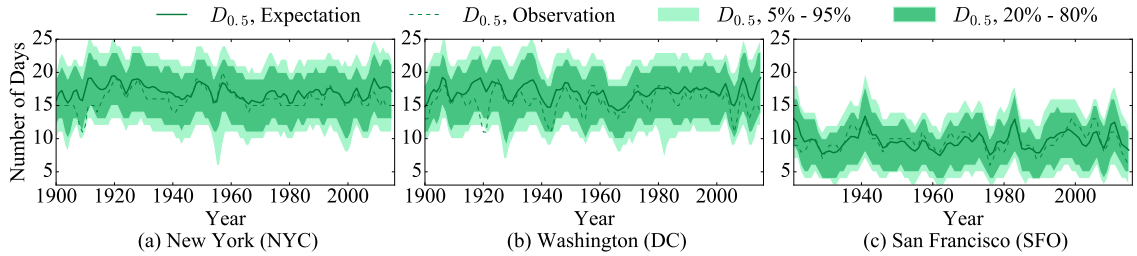 D0.5, Expectation D0.5, Observation D0.5, 5% - 95% D0.5, 20% - 80%
Number of Days
25 20 15 10 5
1900 1920 1940 1960 1980 2000
Year
(a) New York (NYC)
25 20 15 10 5
1900 1920 1940 1960 1980 2000
Year
(b) Washington (DC)
25 20 15 10 5
1940 1960 1980 2000
Year
(c) San Francisco (SFO)